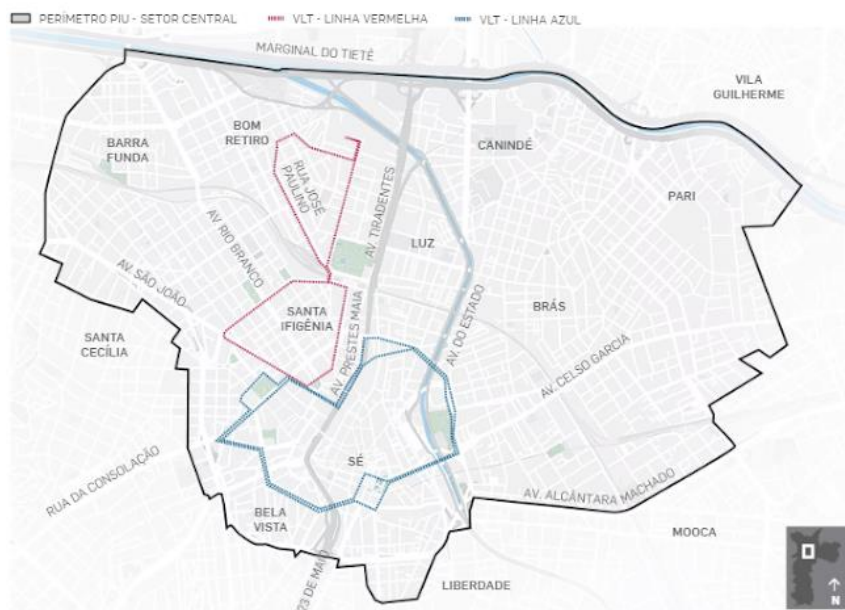 PERÍMETRO PIU - SETOR CENTRAL
VLT - LINHA VERMELHA
VLT - LINHA AZUL
MARGINAL DO TIETÊ
VILA
GUILHERME
BARRA
FUNDA
BOM
RETIRO
CANINDÉ
RUA JOSÉ
PAULINO
AV. TIRADENTES
PARI
AV. RIO BRANCO
LUZ
AV. SÃO JOÃO
SANTA
IFIGÊNIA
BRÁS
SANTA
CECÍLIA
AV. PRESTES MAIA
AV. DO ESTADO
AV. CELSO GARCIA
SÉ
RUA DA CONSOLAÇÃO
BELA
VISTA
AV. ALCÂNTARA MACHADO
MOOCA
23 DE MAIO
LIBERDADE
N